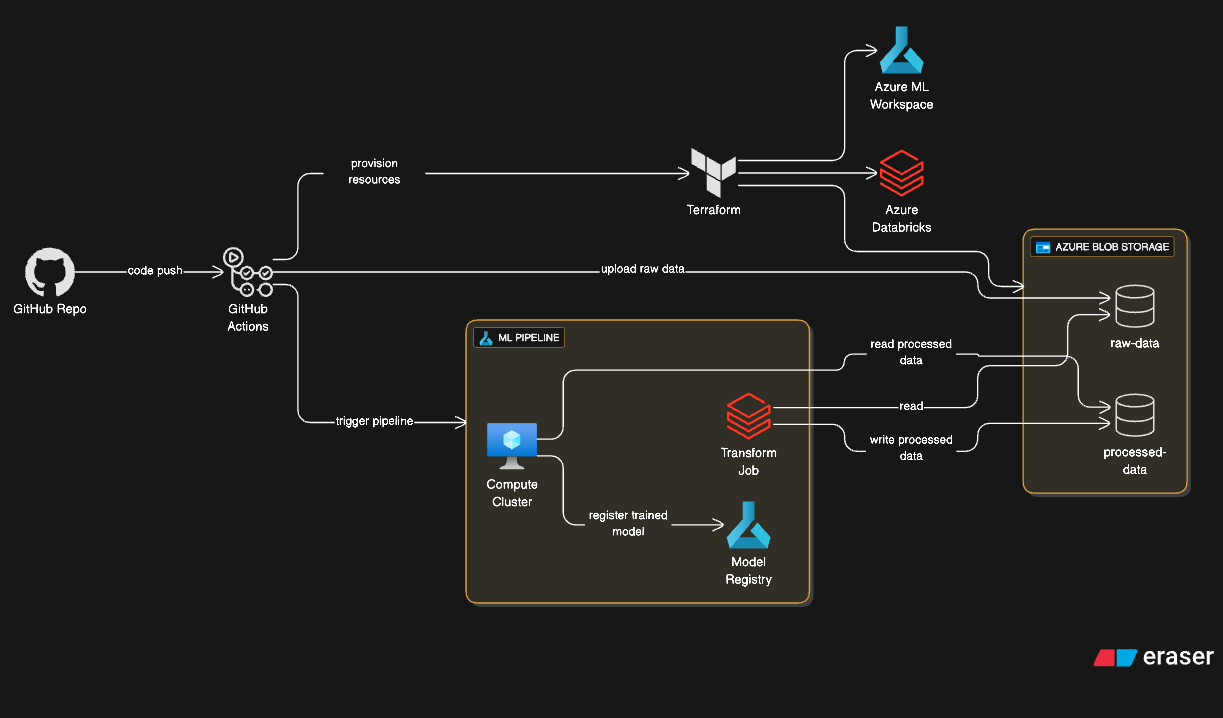 Azure ML
Workspace
provision
resources
Terraform
Azure
Databricks
AZURE BLOB STORAGE
code push
upload raw data
GitHub Repo
GitHub
Actions
raw-data
ML PIPELINE
read processed
data
trigger pipeline
read
Transform
Job
write processed
data
processed-
data
Compute
Cluster
register trained
model
Model
Registry
eraser